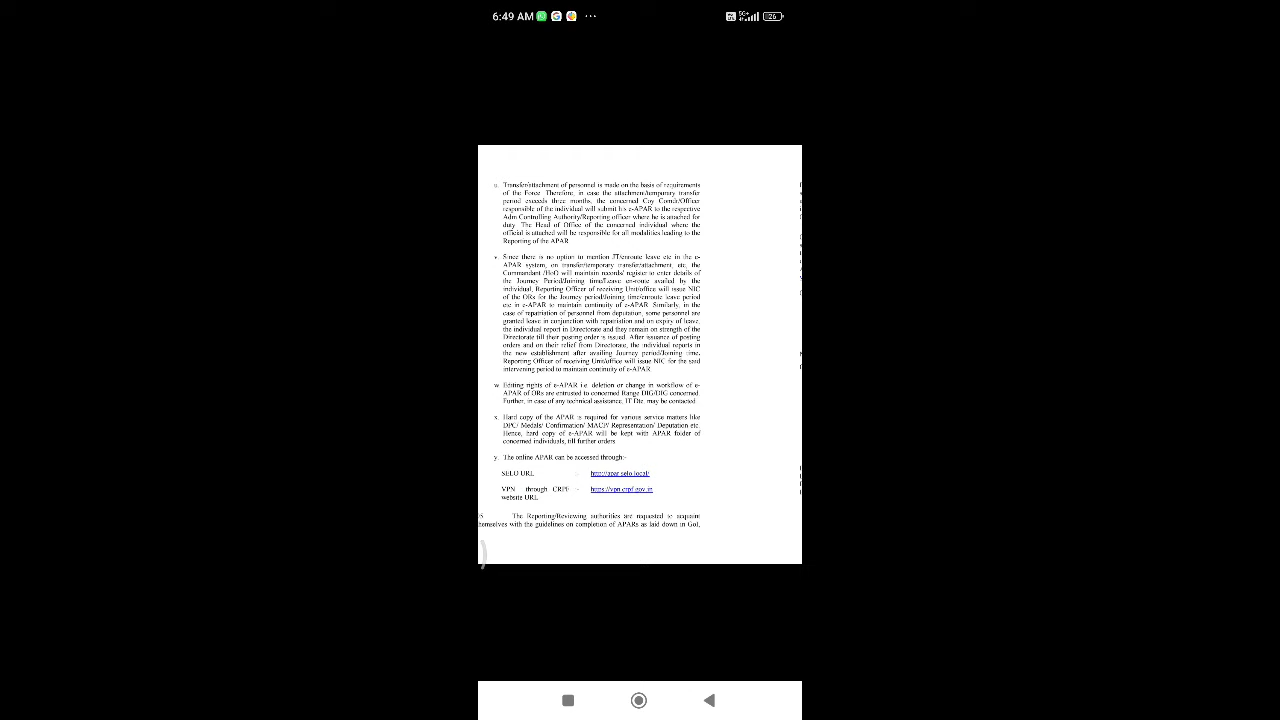 6:49 AM
26
u. Transfer/attachment of personnel is made on the basis of requirements
of the Force. Therefore, in case the attachment/temporary transfer
period exceeds three months, the concerned Coy Comdr/Officer
responsible of the individual will submit his e-APAR to the respective
Adm Controlling Authority/Reporting officer where he is attached for
duty. The Head of Office of the concerned individual where the
official is attached will be responsible for all modalities leading to the
Reporting of the APAR
v. Since there is no option to mention JT/enroute leave etc in the e-
APAR system, on transfer/temporary transfer/attachment, etc, the
Commandant /HoO will maintain records/ register to enter details of
the Journey Period/Joining time/Leave en-route availed by the
individual, Reporting Officer of receiving Unit/office will issue NIC
of the ORs for the Journey period/Joining time/enroute leave period
etc in e-APAR to maintain continuity of e-APAR. Similarly, in the
case of repatriation of personnel from deputation, some personnel are
granted leave in conjunction with repatriation and on expiry of leave,
the individual report in Directorate and they remain on strength of the
Directorate till their posting order is issued. After issuance of posting
orders and on their relief from Directorate, the individual reports in
the new establishment after availing Journey period/Joining time.
Reporting Officer of receiving Unit/office will issue NIC for the said
intervening period to maintain continuity of e-APAR
w. Editing rights of e-APAR i.e. deletion or change in workflow of e-
APAR of ORs are entrusted to concerned Range DIG/DIG concerned.
Further, in case of any technical assistance, IT Dte. may be contacted
x. Hard copy of the APAR is required for various service matters like
DPC/ Medals/ Confirmation/ MACP/ Representation/ Deputation etc.
Hence, hard copy of e-APAR will be kept with APAR folder of
concerned individuals, till further orders
y. The online APAR can be accessed through:-
SELO URL :- http://apar.selo.local/
VPN through CRPF :- https://vpn.crpf.gov.in
website URL
05. The Reporting/Reviewing authorities are requested to acquaint
hemselves with the guidelines on completion of APARs as laid down in GoI,